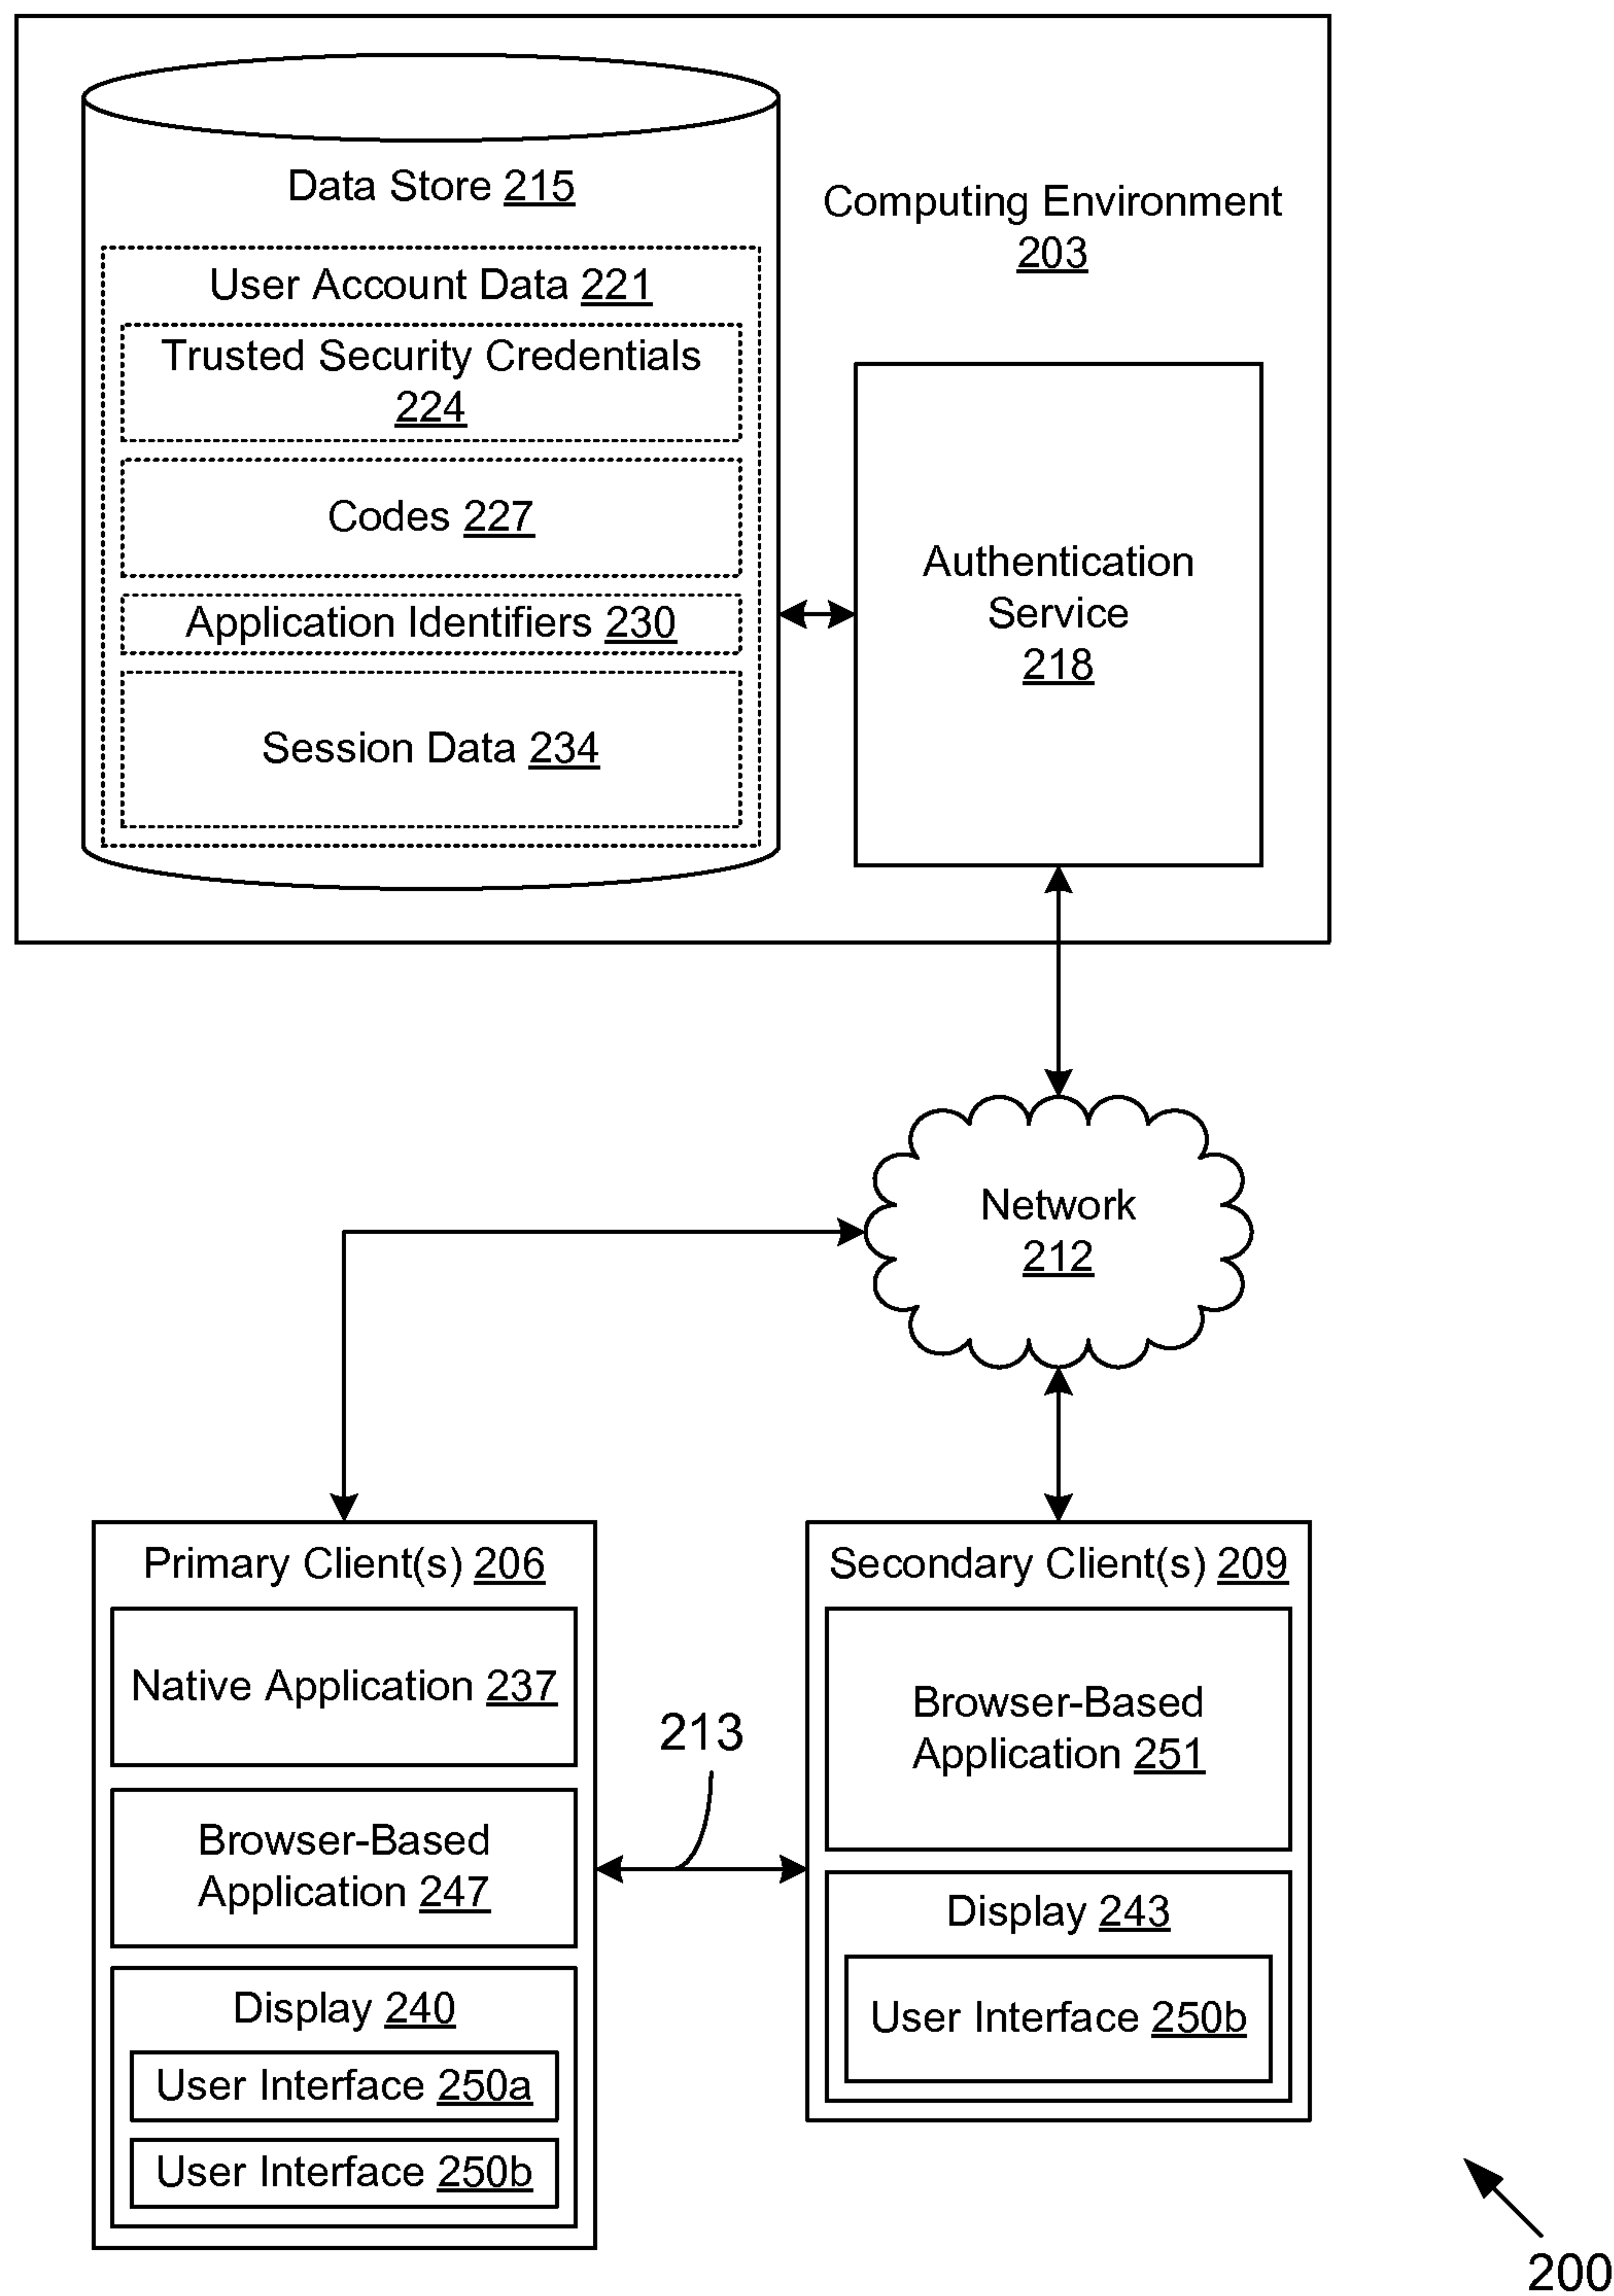 Data Store 215
Computing Environment
203
User Account Data 221
Trusted Security Credentials
224
Codes 227
Application Identifiers 230
Session Data 234
Authentication
Service
218
Network
212
Primary Client(s) 206
Native Application 237
Browser-Based
Application 247
Display 240
User Interface 250a
User Interface 250b
213
Secondary Client(s) 209
Browser-Based
Application 251
Display 243
User Interface 250b
200